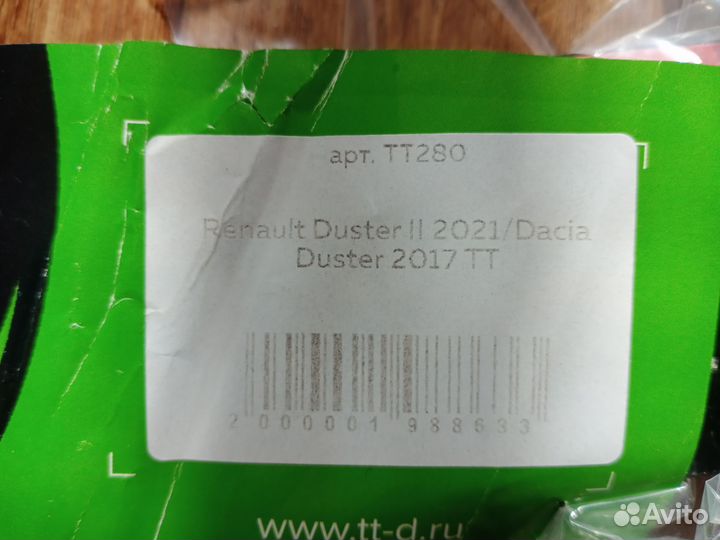 арт. TT280
Renault Duster II 2021/Dacia
Duster 2017 TT
2 000001 988633
www.tt-d.ru
Avito